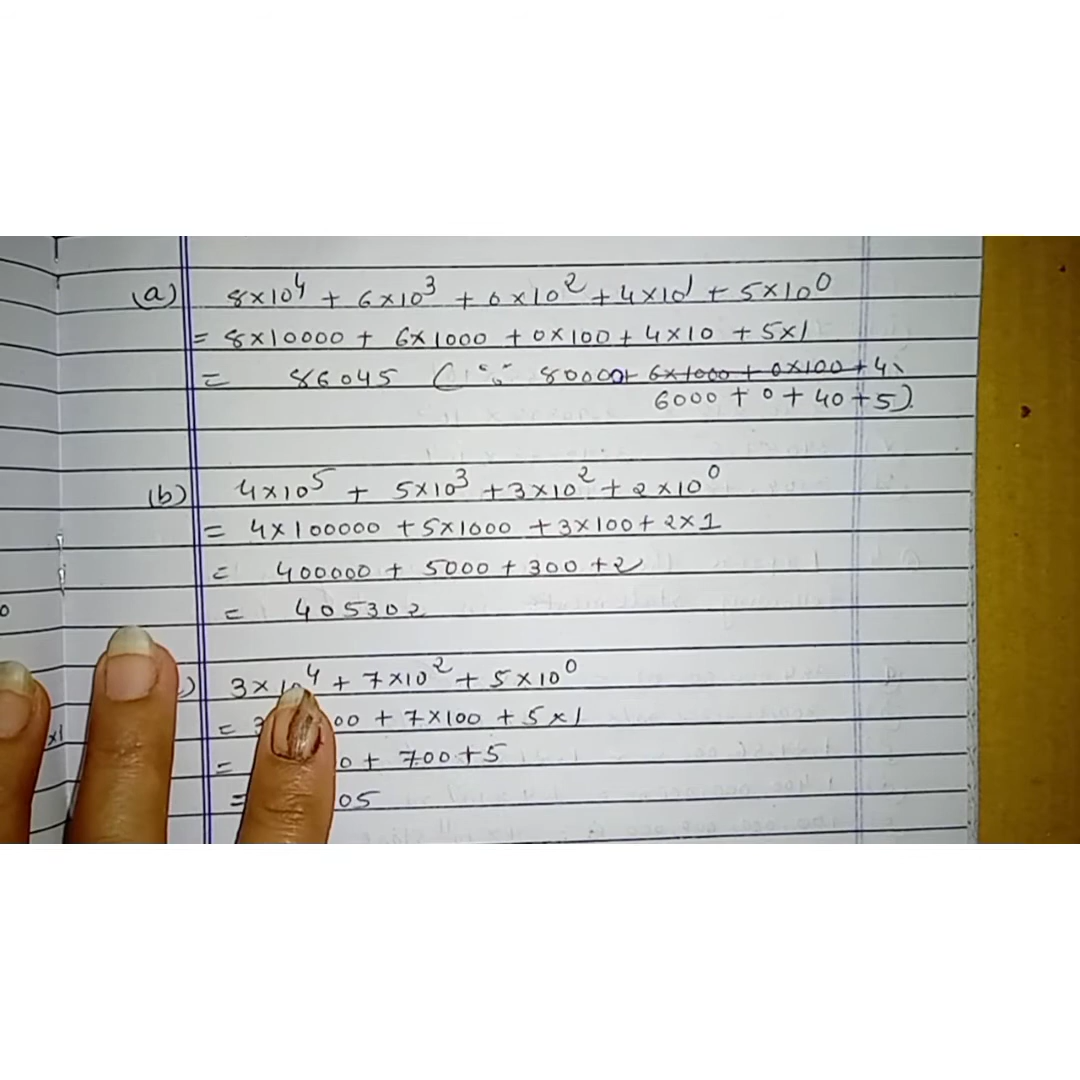 (a) 8×10⁴ + 6×10³ + 0×10² + 4×10¹ + 5×10⁰
= 8×10000 + 6×1000 + 0×100 + 4×10 + 5×1
= 86045 (∵ 80000+ 6×1000 + 0×100 + 4×
6000 + 0 + 40 + 5).
(b) 4×10⁵ + 5×10³ + 3×10² + 2×10⁰
= 4×100000 + 5×1000 + 3×100 + 2×1
= 400000 + 5000 + 300 + 2
= 405302
) 3×10⁴ + 7×10² + 5×10⁰
= 3 00 + 7×100 + 5×1
= 0 + 700 + 5
= 05
×1